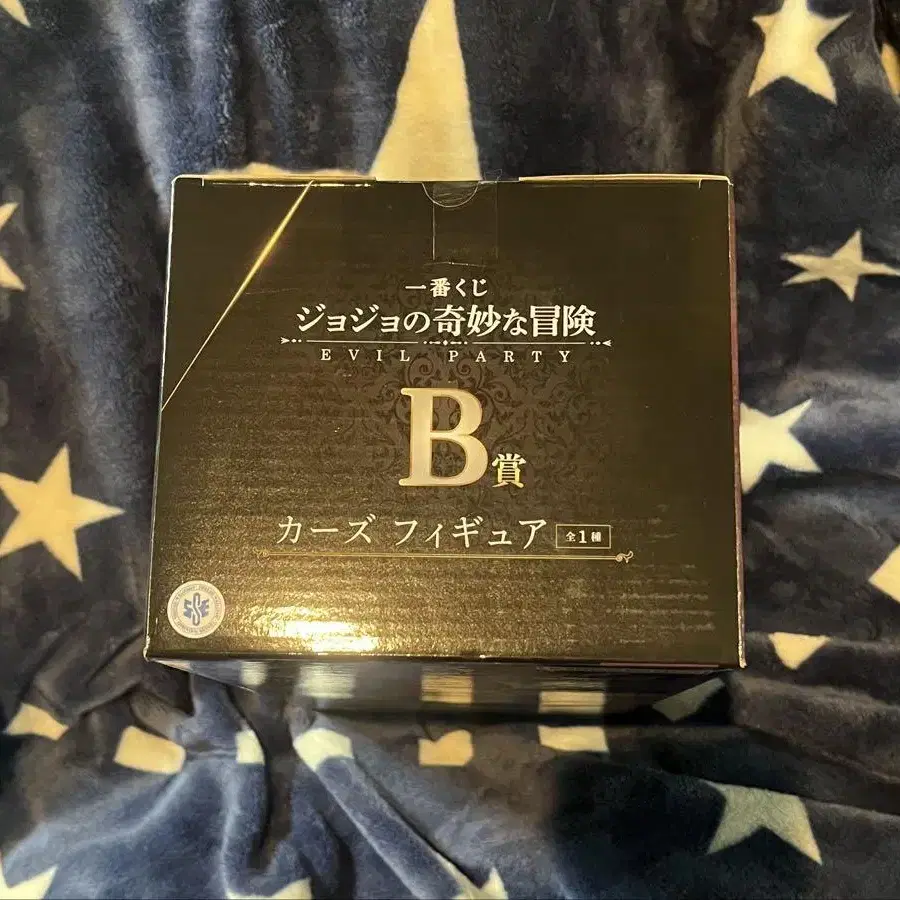 一番くじ
ジョジョの奇妙な冒険
EVIL PARTY
B賞
カーズ フィギュア 全1種
SSE